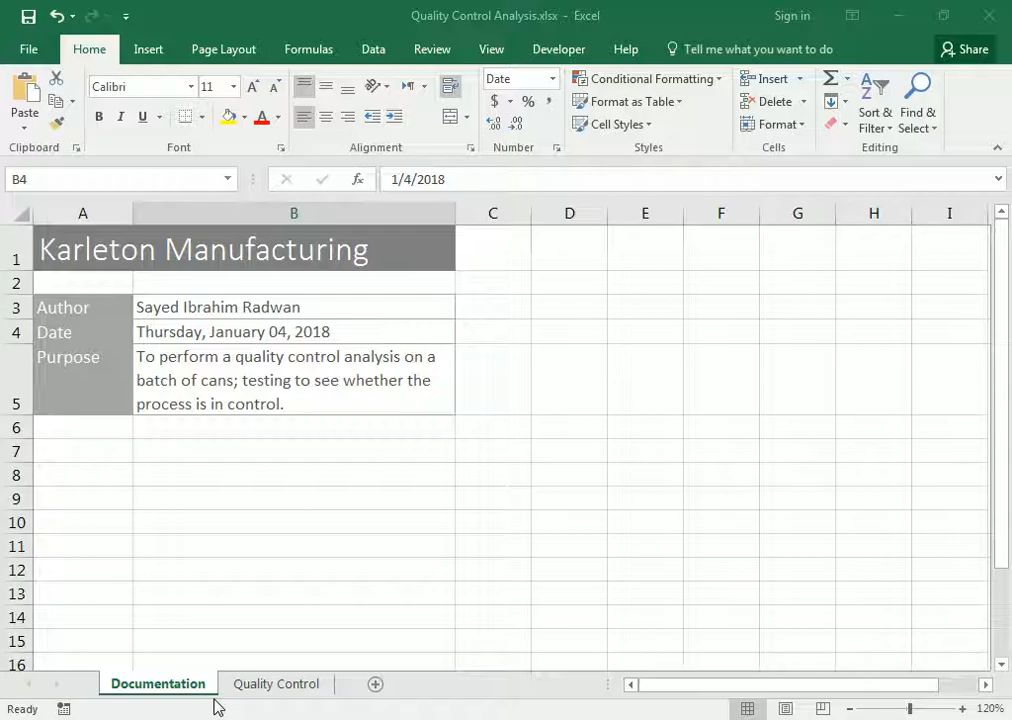 Quality Control Analysis.xlsx - Excel
Sign in
File Home Insert Page Layout Formulas Data Review View Developer Help Tell me what you want to do Share
Calibri 11 Date Conditional Formatting Insert
Paste $ % , Format as Table Delete Sort & Find &
B I U A Cell Styles Format Filter Select
Clipboard Font Alignment Number Styles Cells Editing
B4 fx 1/4/2018
A B C D E F G H I
1 Karleton Manufacturing
2
3 Author Sayed Ibrahim Radwan
4 Date Thursday, January 04, 2018
Purpose To perform a quality control analysis on a
batch of cans; testing to see whether the
5 process is in control.
6
7
8
9
10
11
12
13
14
15
16
Documentation Quality Control
Ready 120%